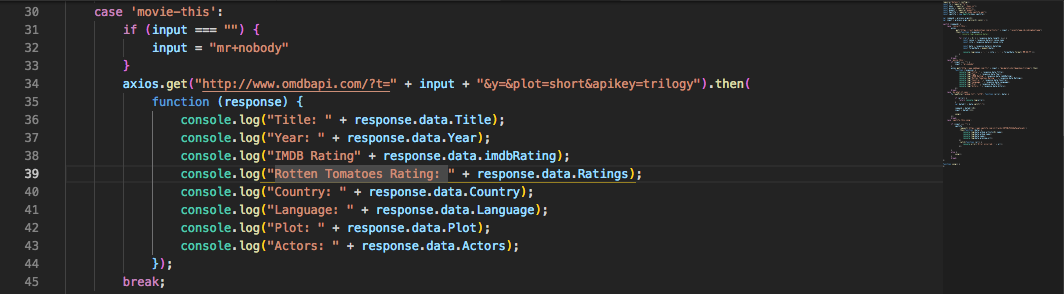 30 case 'movie-this':
31 if (input === "") {
32 input = "mr+nobody"
33 }
34 axios.get("http://www.omdbapi.com/?t=" + input + "&y=&plot=short&apikey=trilogy").then(
35 function (response) {
36 console.log("Title: " + response.data.Title);
37 console.log("Year: " + response.data.Year);
38 console.log("IMDB Rating" + response.data.imdbRating);
39 console.log("Rotten Tomatoes Rating: " + response.data.Ratings);
40 console.log("Country: " + response.data.Country);
41 console.log("Language: " + response.data.Language);
42 console.log("Plot: " + response.data.Plot);
43 console.log("Actors: " + response.data.Actors);
44 });
45 break;